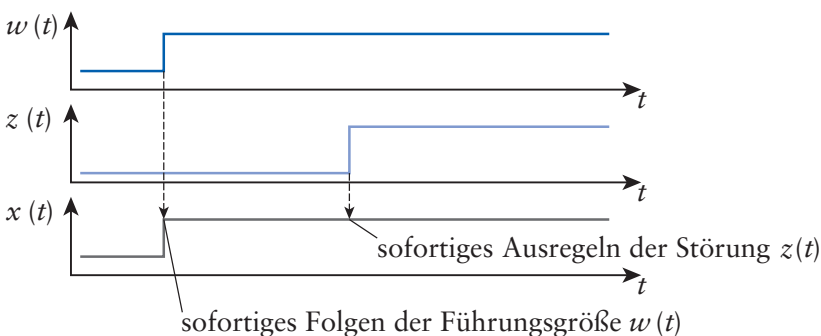 w (t)
t
z (t)
t
x (t)
sofortiges Ausregeln der Störung z(t)
t
sofortiges Folgen der Führungsgröße w (t)